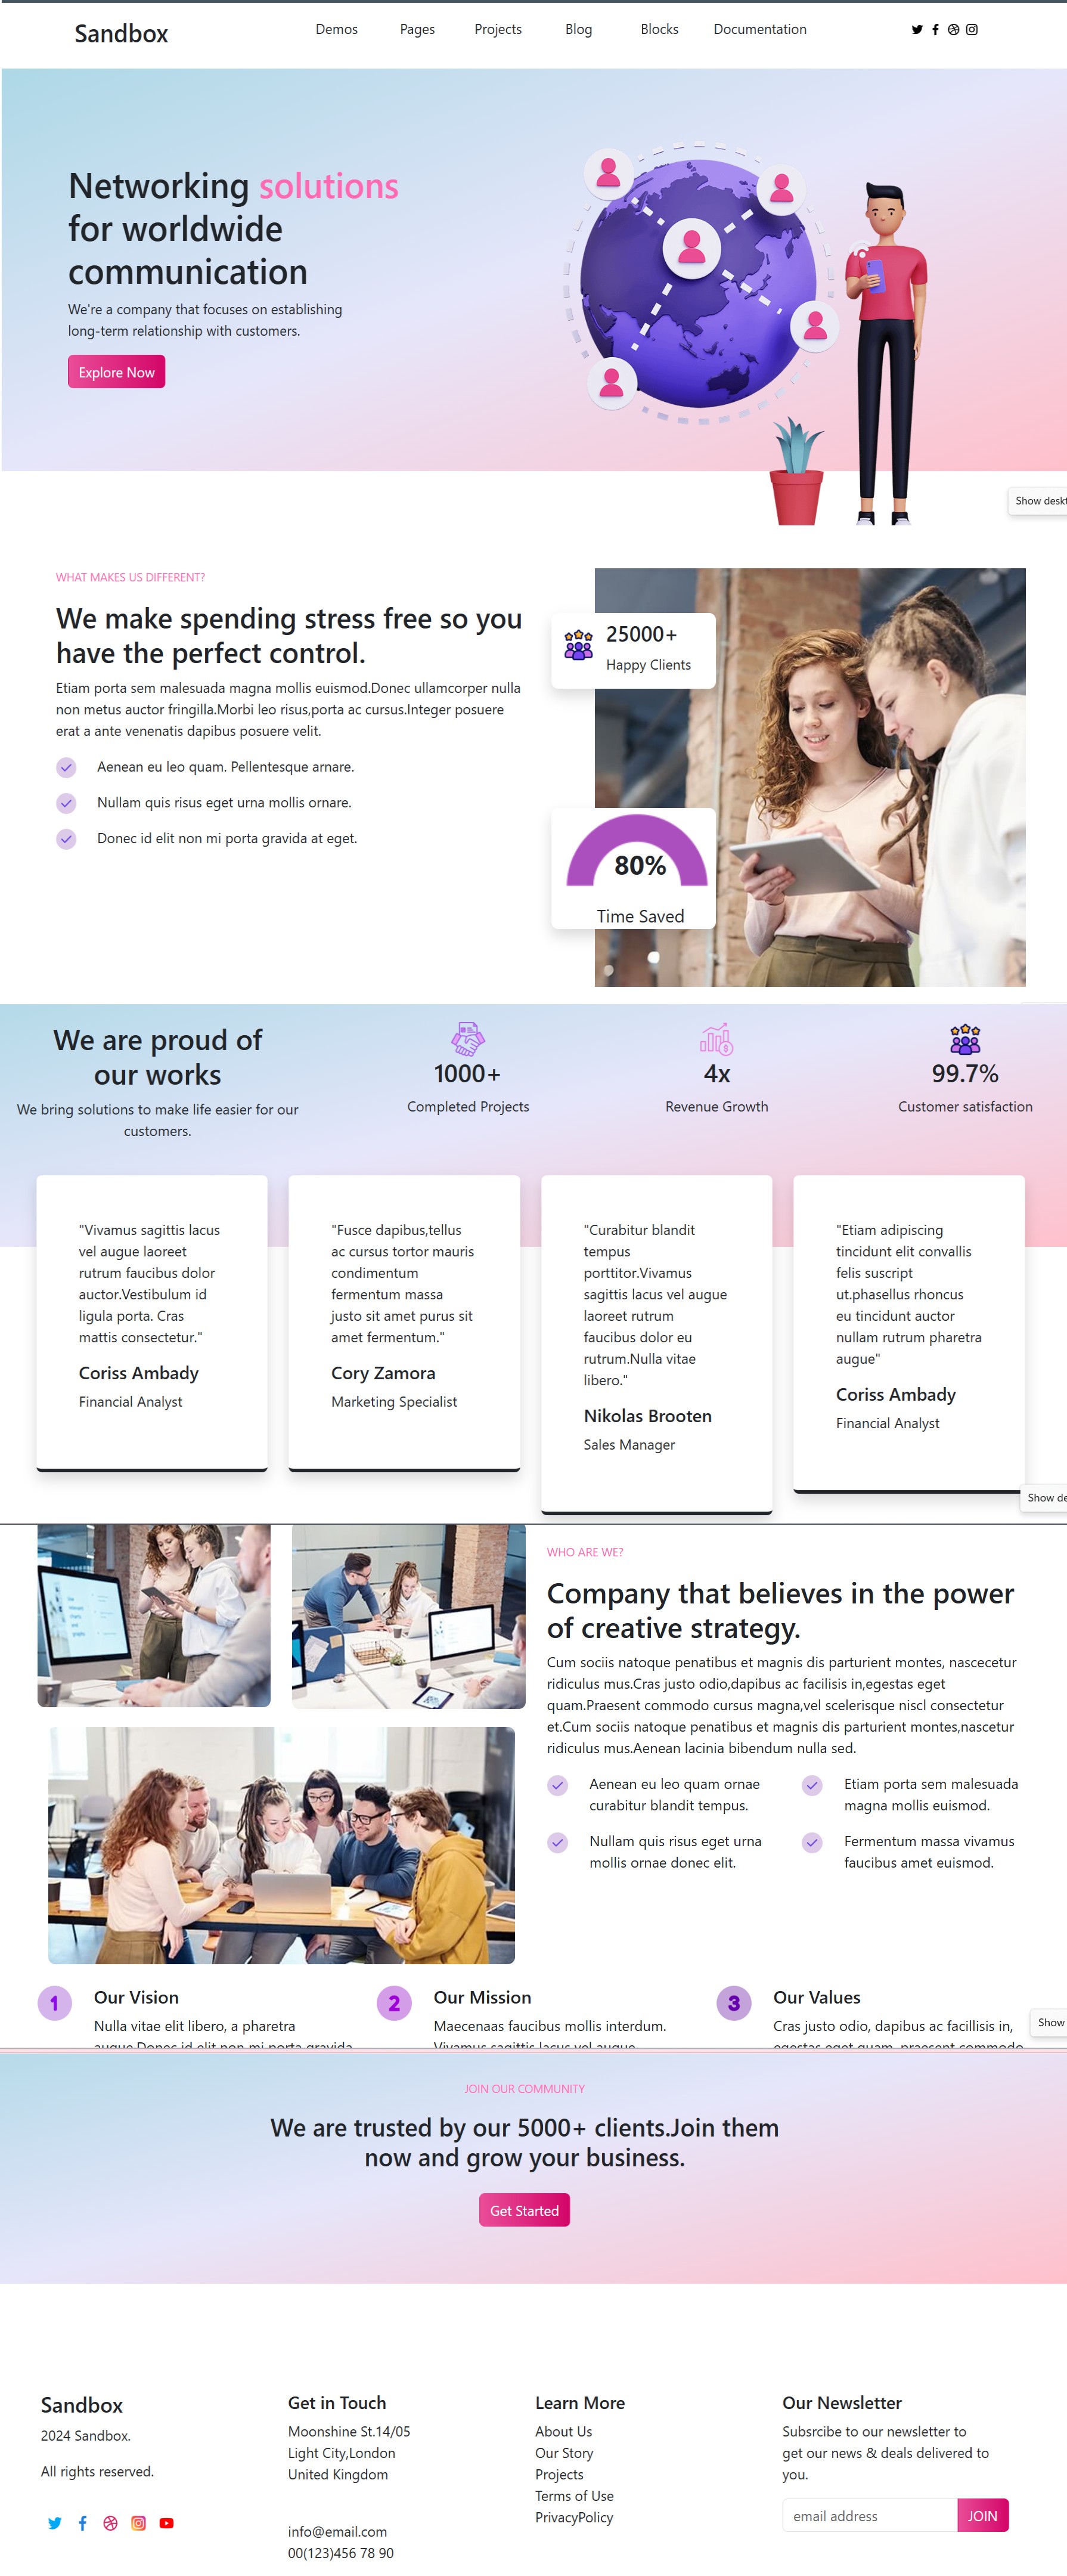 Sandbox
Demos
Pages
Projects
Blog
Blocks
Documentation
Networking solutions
for worldwide
communication
We're a company that focuses on establishing
long-term relationship with customers.
Explore Now
Show deskt
WHAT MAKES US DIFFERENT?
We make spending stress free so you
have the perfect control.
Etiam porta sem malesuada magna mollis euismod.Donec ullamcorper nulla
non metus auctor fringilla.Morbi leo risus,porta ac cursus.Integer posuere
erat a ante venenatis dapibus posuere velit.
Aenean eu leo quam. Pellentesque arnare.
Nullam quis risus eget urna mollis ornare.
Donec id elit non mi porta gravida at eget.
25000+
Happy Clients
80%
Time Saved
We are proud of
our works
We bring solutions to make life easier for our
customers.
1000+
Completed Projects
4x
Revenue Growth
99.7%
Customer satisfaction
"Vivamus sagittis lacus
vel augue laoreet
rutrum faucibus dolor
auctor.Vestibulum id
ligula porta. Cras
mattis consectetur."
Coriss Ambady
Financial Analyst
"Fusce dapibus,tellus
ac cursus tortor mauris
condimentum
fermentum massa
justo sit amet purus sit
amet fermentum."
Cory Zamora
Marketing Specialist
"Curabitur blandit
tempus
porttitor.Vivamus
sagittis lacus vel augue
laoreet rutrum
faucibus dolor eu
rutrum.Nulla vitae
libero."
Nikolas Brooten
Sales Manager
"Etiam adipiscing
tincidunt elit convallis
felis suscript
ut.phasellus rhoncus
eu tincidunt auctor
nullam rutrum pharetra
augue"
Coriss Ambady
Financial Analyst
Show de
WHO ARE WE?
Company that believes in the power
of creative strategy.
Cum sociis natoque penatibus et magnis dis parturient montes, nascecetur
ridiculus mus.Cras justo odio,dapibus ac facilisis in,egestas eget
quam.Praesent commodo cursus magna,vel scelerisque niscl consectetur
et.Cum sociis natoque penatibus et magnis dis parturient montes,nascetur
ridiculus mus.Aenean lacinia bibendum nulla sed.
Aenean eu leo quam ornae
curabitur blandit tempus.
Etiam porta sem malesuada
magna mollis euismod.
Nullam quis risus eget urna
mollis ornae donec elit.
Fermentum massa vivamus
faucibus amet euismod.
1
Our Vision
Nulla vitae elit libero, a pharetra
augue.Donec id elit non mi porta gravida
2
Our Mission
Maecenaas faucibus mollis interdum.
Vivamus sagittis lacus vel augue
3
Our Values
Cras justo odio, dapibus ac facillisis in,
egestas eget quam. praesent commodo
Show
JOIN OUR COMMUNITY
We are trusted by our 5000+ clients.Join them
now and grow your business.
Get Started
Sandbox
2024 Sandbox.
All rights reserved.
Get in Touch
Moonshine St.14/05
Light City,London
United Kingdom
info@email.com
00(123)456 78 90
Learn More
About Us
Our Story
Projects
Terms of Use
PrivacyPolicy
Our Newsletter
Subsrcibe to our newsletter to
get our news & deals delivered to
you.
email address
JOIN